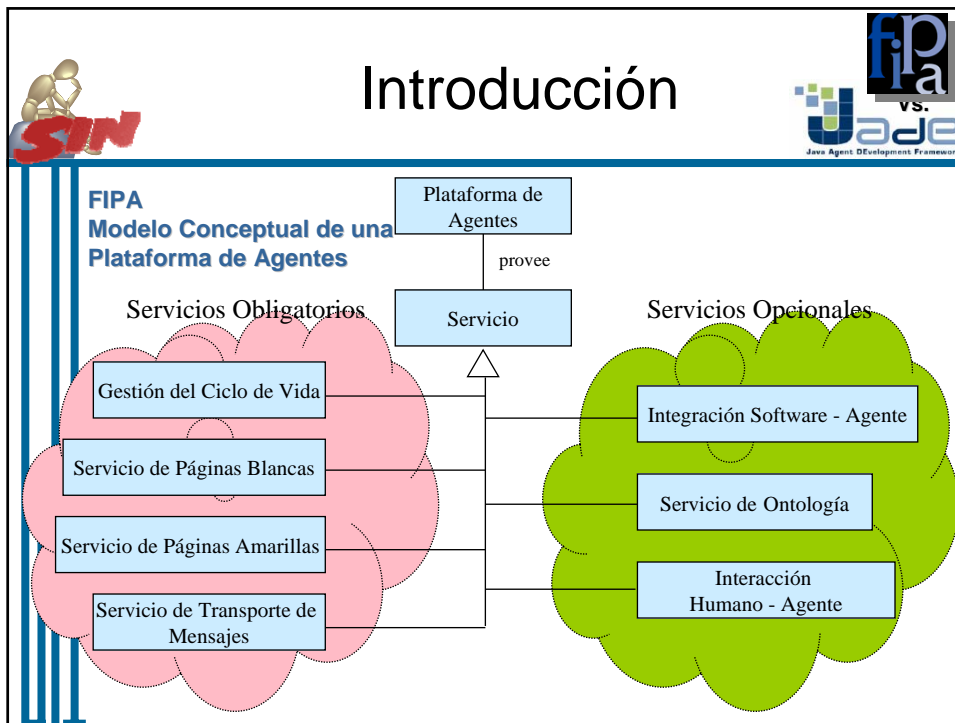 Introducción
fipa
vs.
SIN
Jade
Java Agent DEvelopment Framework
FIPA
Modelo Conceptual de una
Plataforma de Agentes
Plataforma de
Agentes
provee
Servicio
Servicios Obligatorios
Servicios Opcionales
Gestión del Ciclo de Vida
Integración Software - Agente
Servicio de Páginas Blancas
Servicio de Ontología
Servicio de Páginas Amarillas
Interacción
Humano - Agente
Servicio de Transporte de
Mensajes